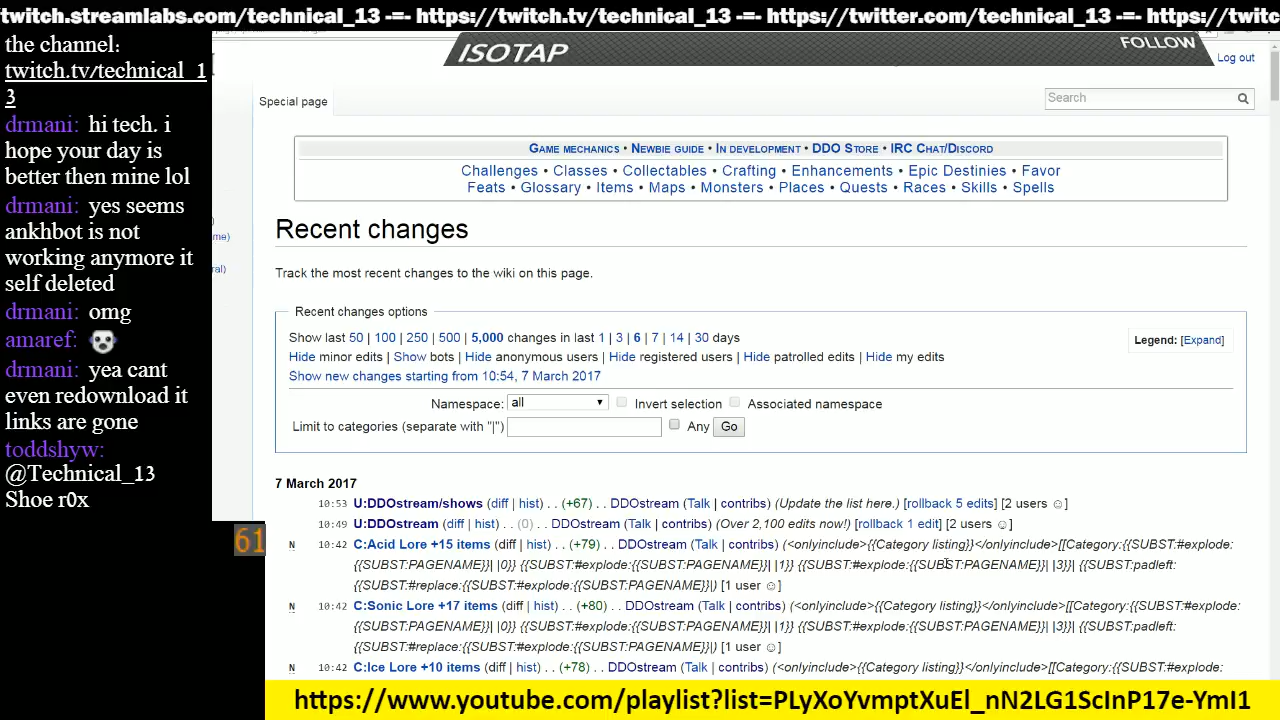 twitch.streamlabs.com/technical_13 -=- https://twitch.tv/technical_13 -=- https://twitter.com/technical_13 -=- https://twitc
the channel:
twitch.tv/technical_1
3
drmani: hi tech. i
hope your day is
better then mine lol
drmani: yes seems
ankhbot is not
working anymore it
self deleted
drmani: omg
amaref:
drmani: yea cant
even redownload it
links are gone
toddshyw:
@Technical_13
Shoe r0x
61
ISOTAP
FOLLOW
Log out
Special page
Search
Game mechanics • Newbie guide • In development • DDO Store • IRC Chat/Discord
Challenges • Classes • Collectables • Crafting • Enhancements • Epic Destinies • Favor
Feats • Glossary • Items • Maps • Monsters • Places • Quests • Races • Skills • Spells
Recent changes
Track the most recent changes to the wiki on this page.
Recent changes options
Show last 50 | 100 | 250 | 500 | 5,000 changes in last 1 | 3 | 6 | 7 | 14 | 30 days
Hide minor edits | Show bots | Hide anonymous users | Hide registered users | Hide patrolled edits | Hide my edits
Show new changes starting from 10:54, 7 March 2017
Legend: [Expand]
Namespace: all Invert selection Associated namespace
Limit to categories (separate with "|") Any Go
7 March 2017
10:53 U:DDOstream/shows (diff | hist) . . (+67) . . DDOstream (Talk | contribs) (Update the list here.) [rollback 5 edits] [2 users ☺]
10:49 U:DDOstream (diff | hist) . . (0) . . DDOstream (Talk | contribs) (Over 2,100 edits now!) [rollback 1 edit] [2 users ☺]
N 10:42 C:Acid Lore +15 items (diff | hist) . . (+79) . . DDOstream (Talk | contribs) (<onlyinclude>{{Category listing}}</onlyinclude>[[Category:{{SUBST:#explode:
{{SUBST:PAGENAME}}| |0}} {{SUBST:#explode:{{SUBST:PAGENAME}}| |1}} {{SUBST:#explode:{{SUBST:PAGENAME}}| |3}}| {{SUBST:padleft:
{{SUBST:#replace:{{SUBST:#explode:{{SUBST:PAGENAME}}|) [1 user ☺]
N 10:42 C:Sonic Lore +17 items (diff | hist) . . (+80) . . DDOstream (Talk | contribs) (<onlyinclude>{{Category listing}}</onlyinclude>[[Category:{{SUBST:#explode:
{{SUBST:PAGENAME}}| |0}} {{SUBST:#explode:{{SUBST:PAGENAME}}| |1}} {{SUBST:#explode:{{SUBST:PAGENAME}}| |3}}| {{SUBST:padleft:
{{SUBST:#replace:{{SUBST:#explode:{{SUBST:PAGENAME}}|) [1 user ☺]
N 10:42 C:Ice Lore +10 items (diff | hist) . . (+78) . . DDOstream (Talk | contribs) (<onlyinclude>{{Category listing}}</onlyinclude>[[Category:{{SUBST:#explode:
https://www.youtube.com/playlist?list=PLyXoYvmptXuEl_nN2LG1ScInP17e-YmI1